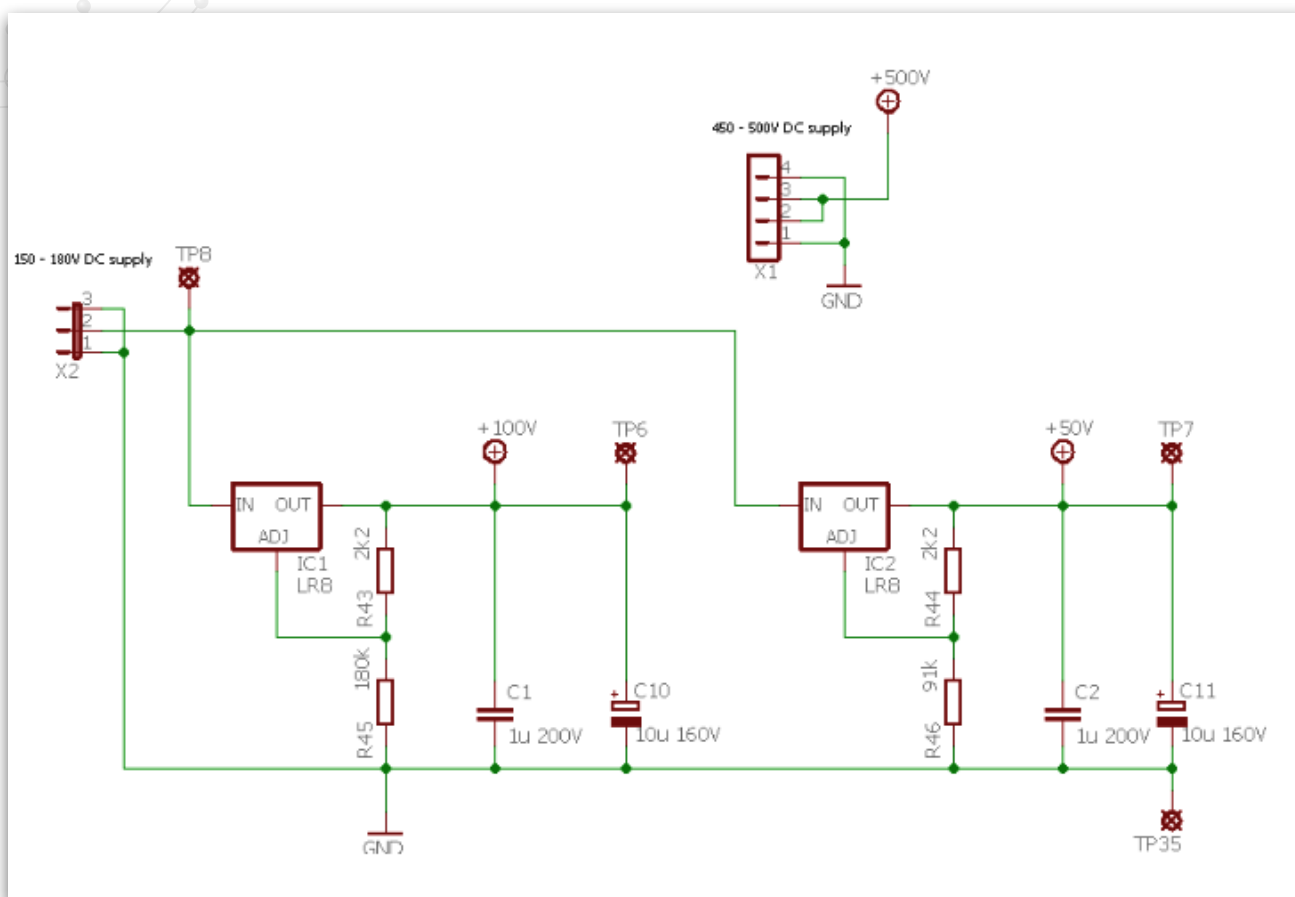 +500V
450 - 500V DC supply
4
3
2
1
X1
GND
150 - 180V DC supply
TP8
3
2
1
X2
+100V
TP6
IN OUT
ADJ
IC1
LR8
2k2
R43
180k
R45
C1
1u 200V
+
C10
10u 160V
GND
+50V
TP7
IN OUT
ADJ
IC2
LR8
2k2
R44
91k
R46
C2
1u 200V
+
C11
10u 160V
TP35